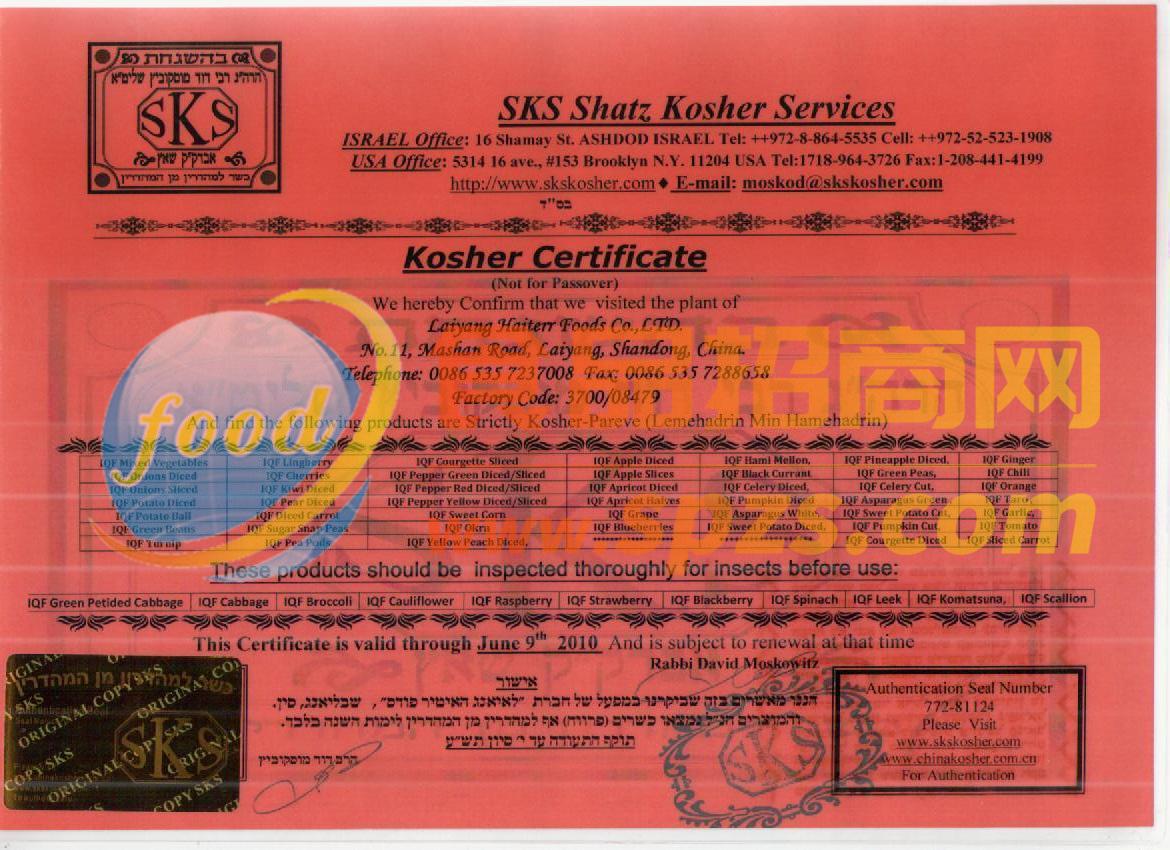 בהשגחת
הרה"ג רבי דוד מוסקוביץ שליט"א
SKS
אבדק"ק שאץ
כשר למהדרין מן המהדרין
SKS Shatz Kosher Services
ISRAEL Office: 16 Shamay St. ASHDOD ISRAEL Tel: ++972-8-864-5535 Cell: ++972-52-523-1908
USA Office: 5314 16 ave., #153 Brooklyn N.Y. 11204 USA Tel:1718-964-3726 Fax:1-208-441-4199
http://www.skskosher.com♦ E-mail: moskod@skskosher.com
בס"ד
Kosher Certificate
(Not for Passover)
We hereby Confirm that we visited the plant of
Laiyang Haiterr Foods Co.,LTD.
No.11, Mashan Road, Laiyang, Shandong, China.
Telephone: 0086 535 7237008 Fax: 0086 535 7288658
Factory Code: 3700/08479
And find the following products are Strictly Kosher-Pareve (Lemehadrin Min Hamehadrin)
food
招商网
IQF Mixed Vegetables IQF Lingberry IQF Courgette Sliced IQF Apple Diced IQF Hami Mellon, IQF Pineapple Diced, IQF Ginger
IQF Onions Diced IQF Cherries IQF Pepper Green Diced/Sliced IQF Apple Slices IQF Black Currant IQF Green Peas, IQF Chili
IQF Onions Sliced IQF Kiwi Diced IQF Pepper Red Diced/Sliced IQF Apricot Diced IQF Celery Diced, IQF Celery Cut, IQF Orange
IQF Potato Diced IQF Pear Diced IQF Pepper Yellow Diced/Sliced IQF Apricot Halves IQF Pumpkin Diced IQF Asparagus Green IQF Taro,
IQF Potato Ball IQF Diced Carrot IQF Sweet Corn IQF Grape IQF Asparagus White, IQF Sweet Potato Cut, IQF Garlic,
IQF Green Beans IQF Sugar Snap Peas IQF Okra IQF Blueberries IQF Sweet Potato Diced, IQF Pumpkin Cut, IQF Tomato
IQF Turnip IQF Pea Pods IQF Yellow Peach Diced, ****************** ********************* IQF Courgette Diced IQF Sliced Carrot
These products should be inspected thoroughly for insects before use:
IQF Green Petided Cabbage IQF Cabbage IQF Broccoli IQF Cauliflower IQF Raspberry IQF Strawberry IQF Blackberry IQF Spinach IQF Leek IQF Komatsuna, IQF Scallion
This Certificate is valid through June 9th 2010 And is subject to renewal at that time
Rabbi David Moskowitz
אישור
הננו מאשרים בזה שביקרנו במפעל של חברת "לאיאנג האיטיר פודס", שבליאנג, סין.
והמוצרים הנ"ל נמצאו כשרים (פרווה) אף למהדרין מן המהדרין לימות השנה בלבד.
תוקף התעודה עד י' סיון תש"ע
הרב דוד מוסקוביץ
Authentication Seal Number
772-81124
Please Visit
www.skskosher.com
www.chinakosher.com.cn
For Authentication
כשר למהדרין מן המהדרין
ORIGINAL COPY SKS
SKS
SKS